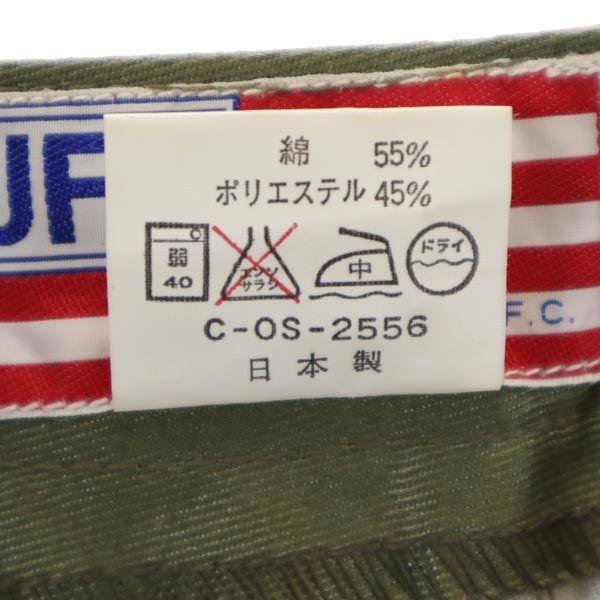 UF
綿 55%
ポリエステル 45%
弱 40
エンソ サラシ
中
ドライ
F.C.
C-OS-2556
日本製